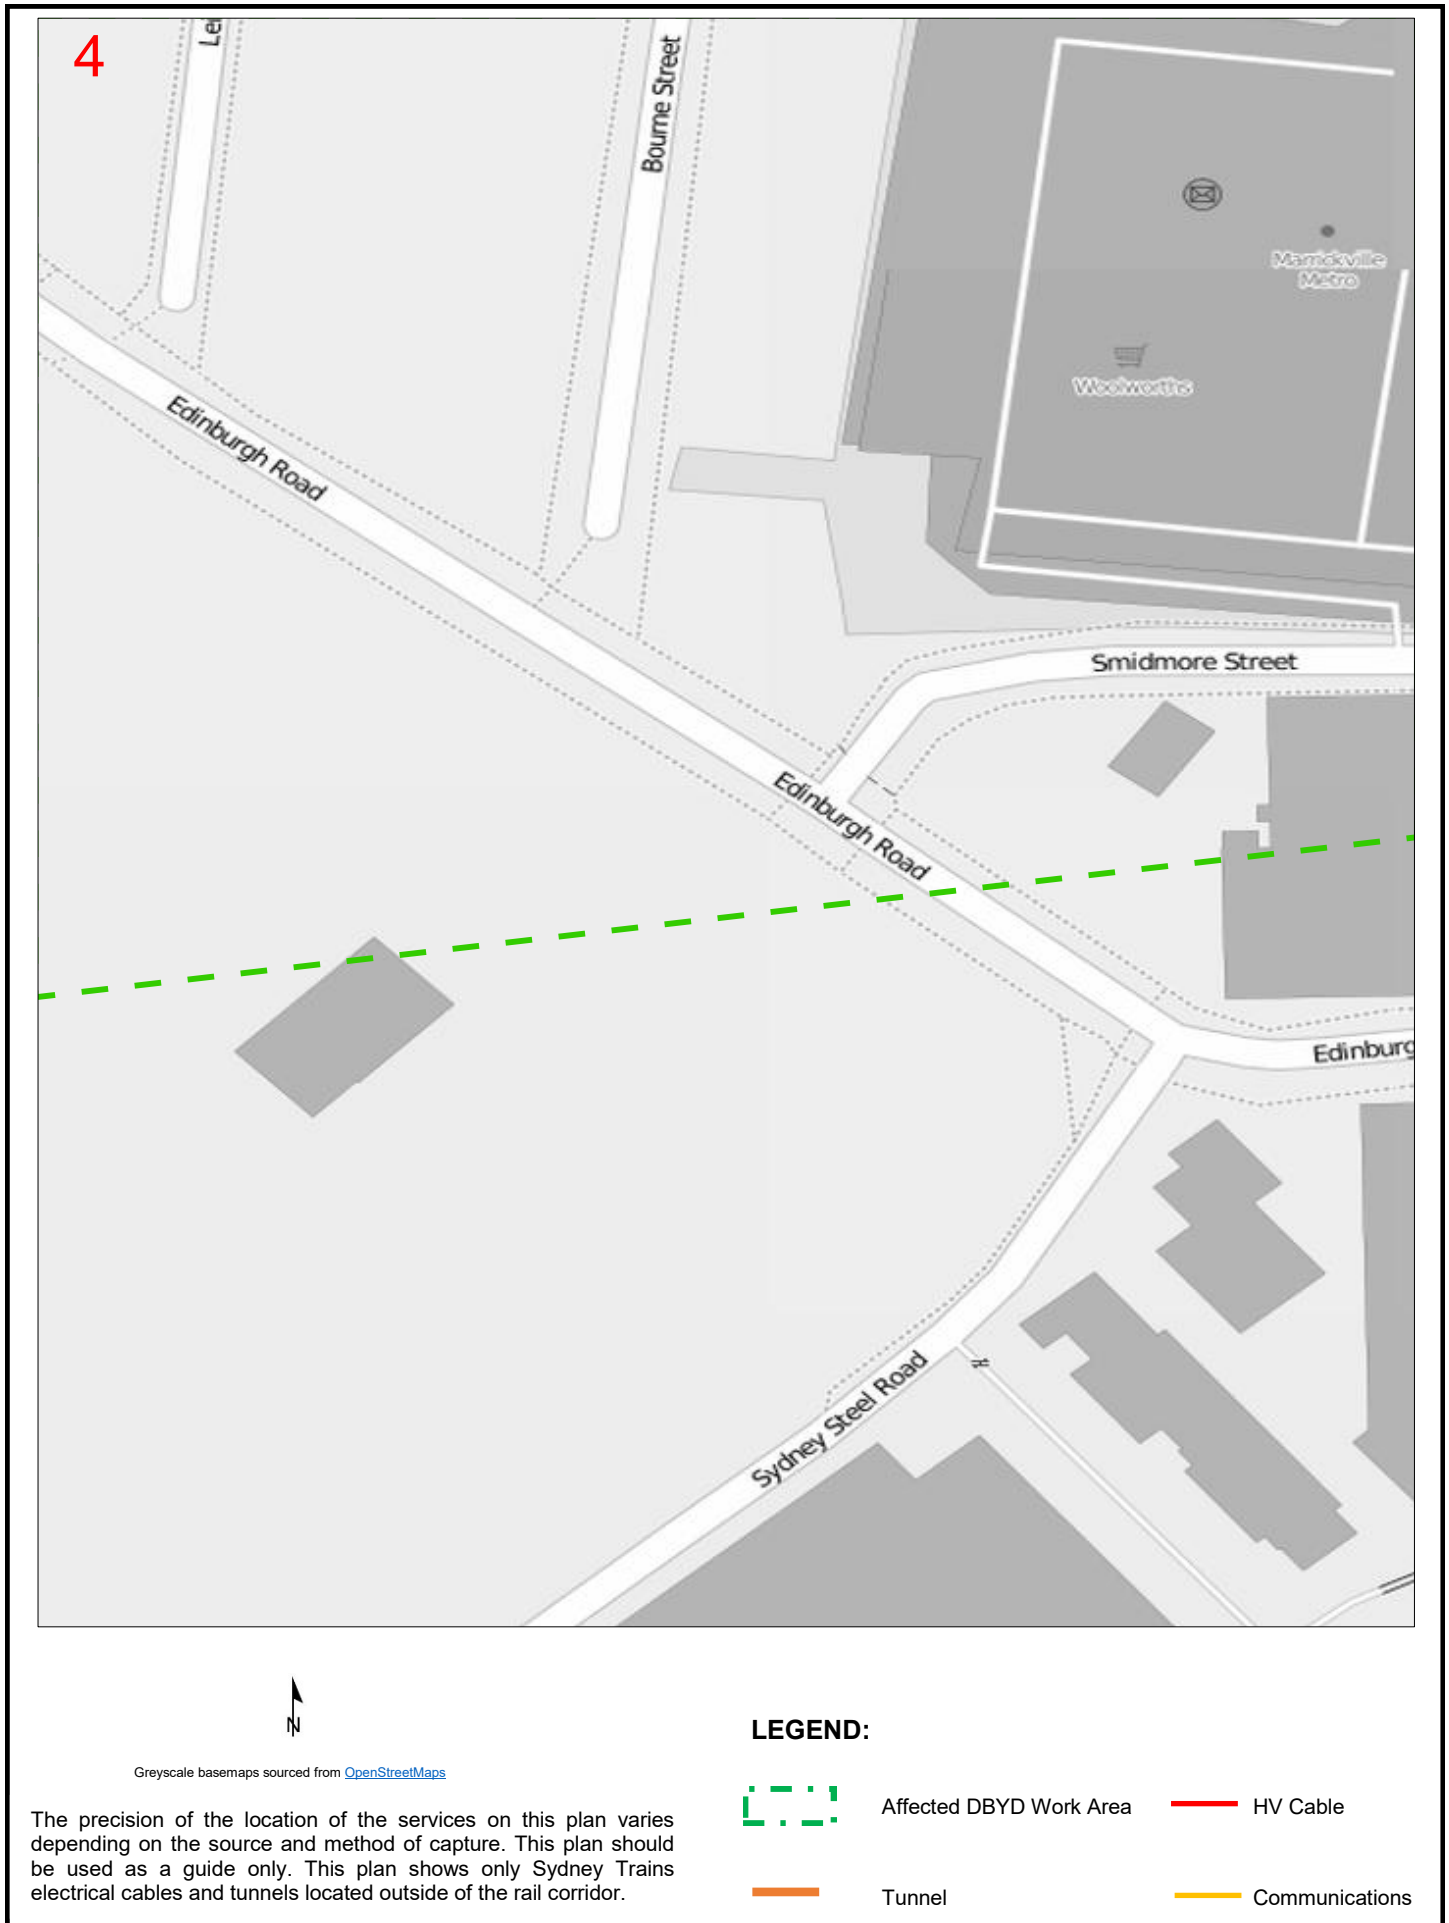 4
Lei
Bourne Street
Marrickville
Metro
Woolworths
Edinburgh Road
Smidmore Street
Edinburgh Road
Edinburg
Sydney Steel Road
N
Greyscale basemaps sourced from OpenStreetMaps
The precision of the location of the services on this plan varies
depending on the source and method of capture. This plan should
be used as a guide only. This plan shows only Sydney Trains
electrical cables and tunnels located outside of the rail corridor.
LEGEND:
Affected DBYD Work Area
HV Cable
Tunnel
Communications